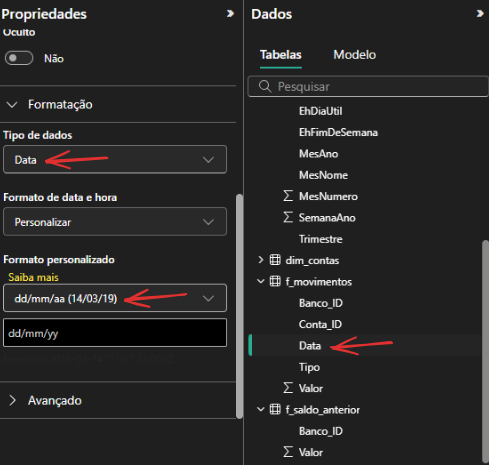 Propriedades
Oculto
Não
Formatação
Tipo de dados
Data
Formato de data e hora
Personalizar
Formato personalizado
Saiba mais
dd/mm/aa (14/03/19)
dd/mm/yy
Avançado
Dados
Tabelas Modelo
Pesquisar
EhDiaUtil
EhFimDeSemana
MesAno
MesNome
MesNumero
SemanaAno
Trimestre
dim_contas
f_movimentos
Banco_ID
Conta_ID
Data
Tipo
Valor
f_saldo_anterior
Banco_ID
Valor